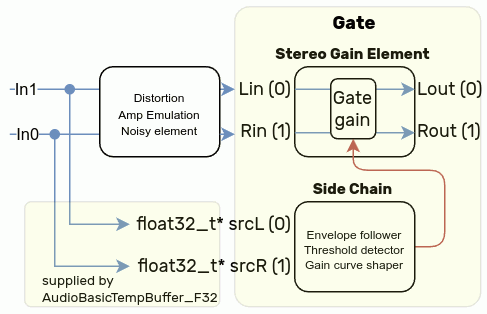 Gate
Stereo Gain Element
In1
Distortion
Amp Emulation
Noisy element
Lin (0)
Gate
gain
Lout (0)
In0
Rin (1)
Rout (1)
Side Chain
float32_t* srcL (0)
Envelope follower
Threshold detector
Gain curve shaper
float32_t* srcR (1)
supplied by
AudioBasicTempBuffer_F32